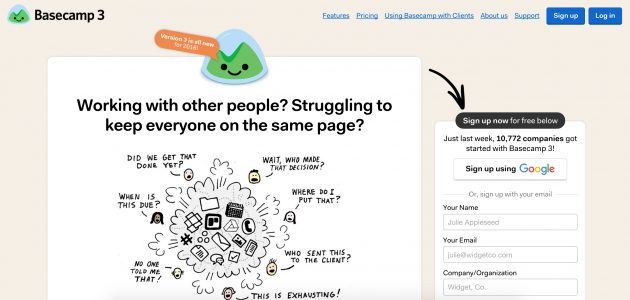 Basecamp 3
Features Pricing Using Basecamp with Clients About us Support Sign up Log in
Version 3 is all new
for 2016!
Working with other people? Struggling to
keep everyone on the same page?
DID WE GET THAT
DONE YET?
WAIT, WHO MADE
THAT DECISION?
WHEN IS
THIS DUE?
WHERE DO I
PUT THAT?
NO ONE
TOLD ME
THAT!
WHO SENT THIS
TO THE CLIENT?
THIS IS EXHAUSTING!
Sign up now for free below
Just last week, 10,772 companies got
started with Basecamp 3!
Sign up using Google
Or, sign up with your email
Your Name
Julie Appleseed
Your Email
julie@widgetco.com
Company/Organization
Widget, Co.